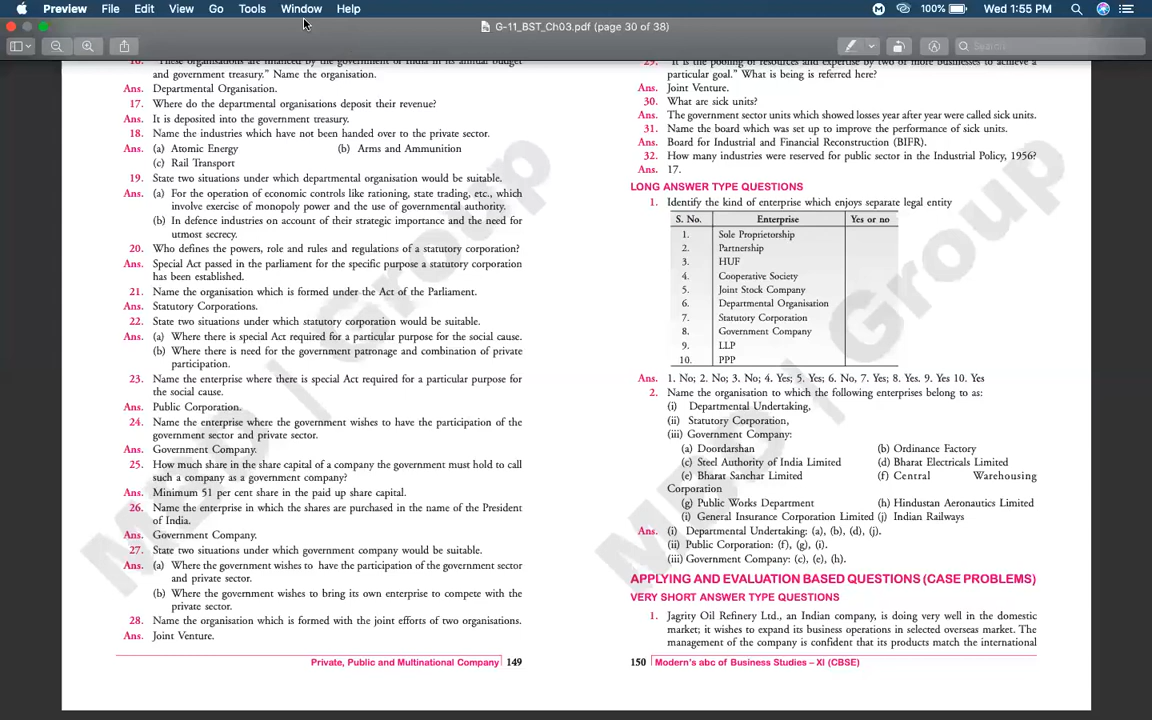 Preview File Edit View Go Tools Window Help
100% Wed 1:55 PM
G-11_BST_Ch03.pdf (page 30 of 38)
Search
16. "These organisations are financed by the government of India in its annual budget
and government treasury." Name the organisation.
Ans. Departmental Organisation.
17. Where do the departmental organisations deposit their revenue?
Ans. It is deposited into the government treasury.
18. Name the industries which have not been handed over to the private sector.
Ans. (a) Atomic Energy (b) Arms and Ammunition
(c) Rail Transport
19. State two situations under which departmental organisation would be suitable.
Ans. (a) For the operation of economic controls like rationing, state trading, etc., which
involve exercise of monopoly power and the use of governmental authority.
(b) In defence industries on account of their strategic importance and the need for
utmost secrecy.
20. Who defines the powers, role and rules and regulations of a statutory corporation?
Ans. Special Act passed in the parliament for the specific purpose a statutory corporation
has been established.
21. Name the organisation which is formed under the Act of the Parliament.
Ans. Statutory Corporations.
22. State two situations under which statutory corporation would be suitable.
Ans. (a) Where there is special Act required for a particular purpose for the social cause.
(b) Where there is need for the government patronage and combination of private
participation.
23. Name the enterprise where there is special Act required for a particular purpose for
the social cause.
Ans. Public Corporation.
24. Name the enterprise where the government wishes to have the participation of the
government sector and private sector.
Ans. Government Company.
25. How much share in the share capital of a company the government must hold to call
such a company as a government company?
Ans. Minimum 51 per cent share in the paid up share capital.
26. Name the enterprise in which the shares are purchased in the name of the President
of India.
Ans. Government Company.
27. State two situations under which government company would be suitable.
Ans. (a) Where the government wishes to have the participation of the government sector
and private sector.
(b) Where the government wishes to bring its own enterprise to compete with the
private sector.
28. Name the organisation which is formed with the joint efforts of two organisations.
Ans. Joint Venture.
Private, Public and Multinational Company 149
29. "It is the pooling of resources and expertise by two or more businesses to achieve a
particular goal." What is being is referred here?
Ans. Joint Venture.
30. What are sick units?
Ans. The government sector units which showed losses year after year were called sick units.
31. Name the board which was set up to improve the performance of sick units.
Ans. Board for Industrial and Financial Reconstruction (BIFR).
32. How many industries were reserved for public sector in the Industrial Policy, 1956?
Ans. 17.
LONG ANSWER TYPE QUESTIONS
1. Identify the kind of enterprise which enjoys separate legal entity
S. No. Enterprise Yes or no
1. Sole Proprietorship
2. Partnership
3. HUF
4. Cooperative Society
5. Joint Stock Company
6. Departmental Organisation
7. Statutory Corporation
8. Government Company
9. LLP
10. PPP
Ans. 1. No; 2. No; 3. No; 4. Yes; 5. Yes; 6. No, 7. Yes; 8. Yes. 9. Yes 10. Yes
2. Name the organisation to which the following enterprises belong to as:
(i) Departmental Undertaking,
(ii) Statutory Corporation,
(iii) Government Company:
(a) Doordarshan (b) Ordinance Factory
(c) Steel Authority of India Limited (d) Bharat Electricals Limited
(e) Bharat Sanchar Limited (f) Central Warehousing
Corporation
(g) Public Works Department (h) Hindustan Aeronautics Limited
(i) General Insurance Corporation Limited (j) Indian Railways
Ans. (i) Departmental Undertaking: (a), (b), (d), (j).
(ii) Public Corporation: (f), (g), (i).
(iii) Government Company: (c), (e), (h).
APPLYING AND EVALUATION BASED QUESTIONS (CASE PROBLEMS)
VERY SHORT ANSWER TYPE QUESTIONS
1. Jagrity Oil Refinery Ltd., an Indian company, is doing very well in the domestic
market; it wishes to expand its business operations in selected overseas market. The
management of the company is confident that its products match the international
150 Modern's abc of Business Studies – XI (CBSE)